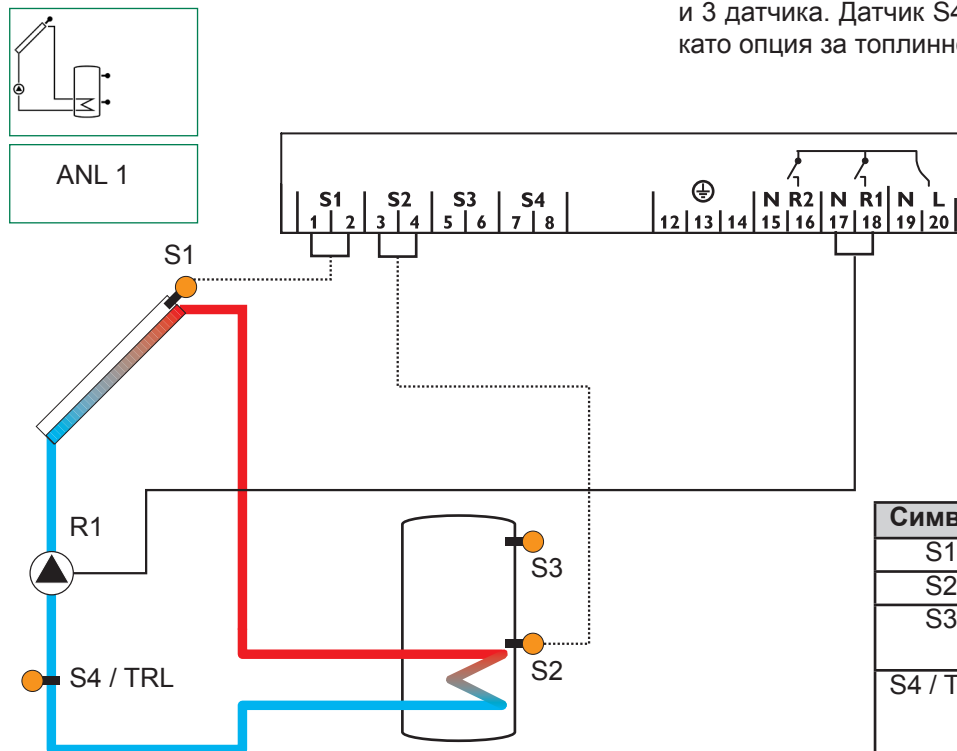 и 3 датчика. Датчик S4
като опция за топлинн
ANL 1
S1 S2 S3 S4 N R2 N R1 N L
1 2 3 4 5 6 7 8 12 13 14 15 16 17 18 19 20
S1
R1
S3
S2
S4 / TRL
Симв
S1
S2
S3
S4 / T